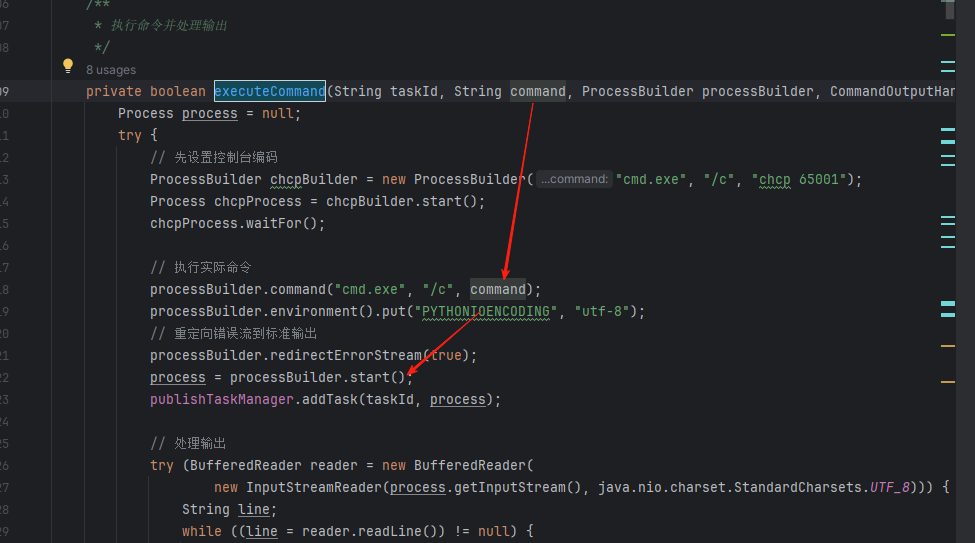 06 /**
07 * 执行命令并处理输出
08 */
8 usages
09 private boolean executeCommand(String taskId, String command, ProcessBuilder processBuilder, CommandOutputHan
10 Process process = null;
11 try {
12 // 先设置控制台编码
13 ProcessBuilder chcpBuilder = new ProcessBuilder( ...command: "cmd.exe", "/c", "chcp 65001");
14 Process chcpProcess = chcpBuilder.start();
15 chcpProcess.waitFor();
16
17 // 执行实际命令
18 processBuilder.command("cmd.exe", "/c", command);
19 processBuilder.environment().put("PYTHONIOENCODING", "utf-8");
20 // 重定向错误流到标准输出
21 processBuilder.redirectErrorStream(true);
22 process = processBuilder.start();
23 publishTaskManager.addTask(taskId, process);
24
25 // 处理输出
26 try (BufferedReader reader = new BufferedReader(
27 new InputStreamReader(process.getInputStream(), java.nio.charset.StandardCharsets.UTF_8))) {
28 String line;
29 while ((line = reader.readLine()) != null) {